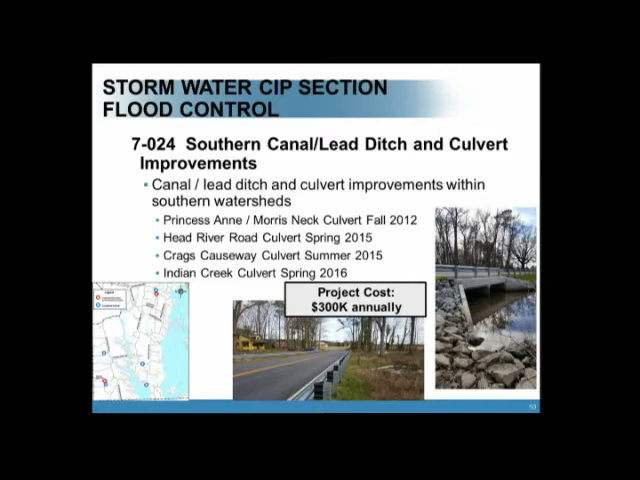 STORM WATER CIP SECTION
FLOOD CONTROL
7-024 Southern Canal/Lead Ditch and Culvert
Improvements
▪ Canal / lead ditch and culvert improvements within
southern watersheds
▪ Princess Anne / Morris Neck Culvert Fall 2012
▪ Head River Road Culvert Spring 2015
▪ Crags Causeway Culvert Summer 2015
▪ Indian Creek Culvert Spring 2016
Project Cost:
$300K annually
53